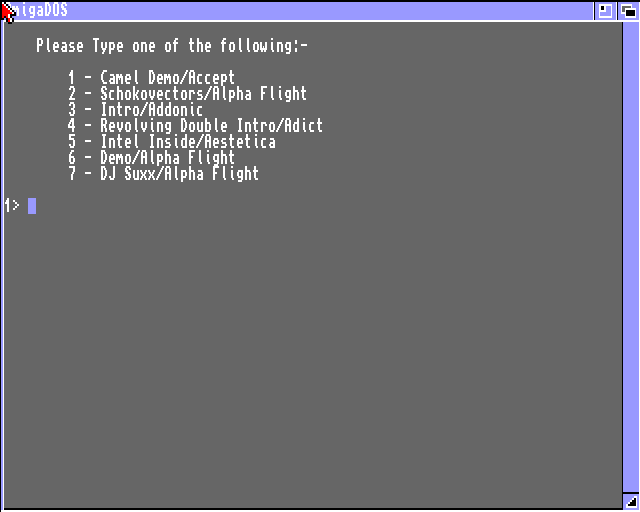 AmigaDOS
Please Type one of the following:-
1 - Camel Demo/Accept
2 - Schokovectors/Alpha Flight
3 - Intro/Addonic
4 - Revolving Double Intro/Adict
5 - Intel Inside/Aestetica
6 - Demo/Alpha Flight
7 - DJ Suxx/Alpha Flight
1>